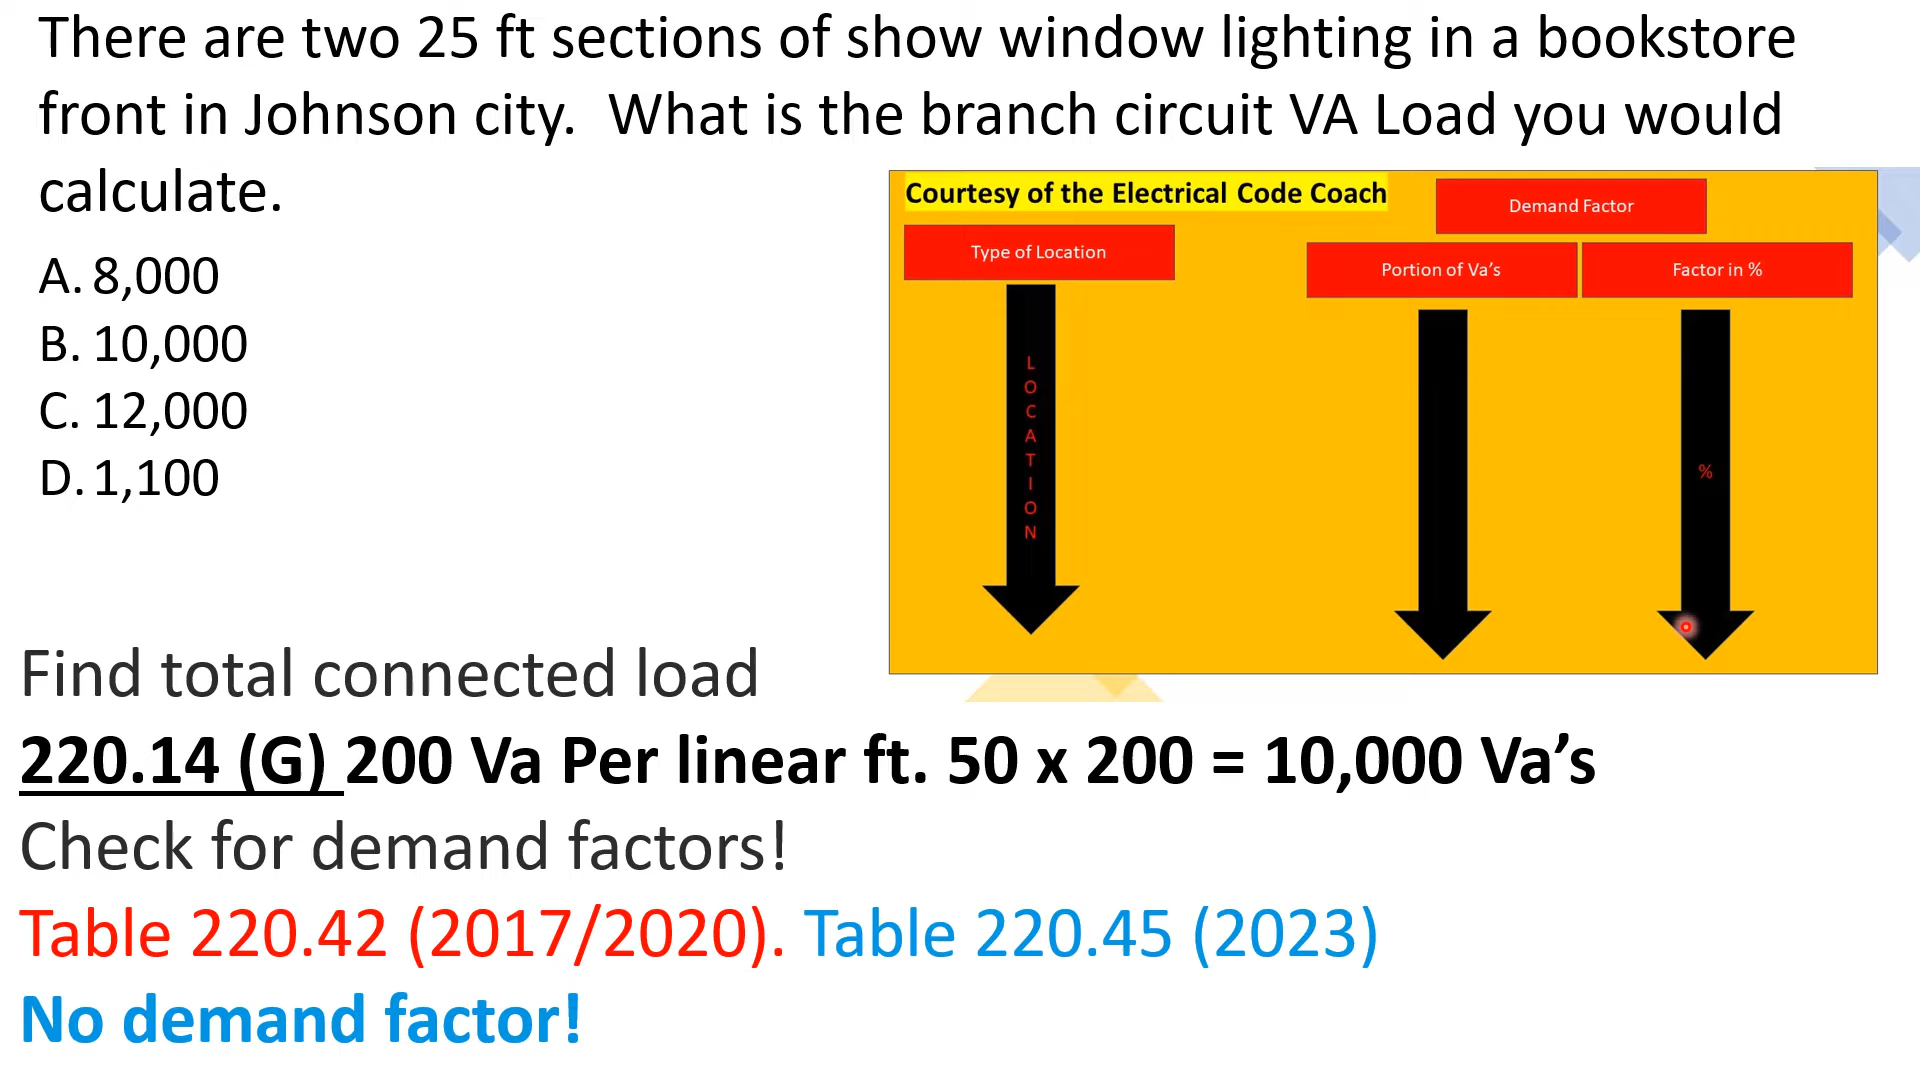 There are two 25 ft sections of show window lighting in a bookstore
front in Johnson city.  What is the branch circuit VA Load you would
calculate.
A. 8,000
B. 10,000
C. 12,000
D. 1,100
Courtesy of the Electrical Code Coach
Demand Factor
Type of Location
Portion of Va’s
Factor in %
L
O
C
A
T
I
O
N
%
Find total connected load
220.14 (G) 200 Va Per linear ft. 50 x 200 = 10,000 Va’s
Check for demand factors!
Table 220.42 (2017/2020). Table 220.45 (2023)
No demand factor!